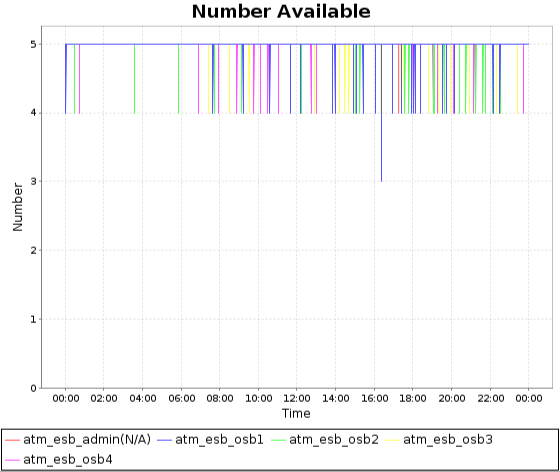 Number Available
5
4
3
2
1
0
Number
00:00 02:00 04:00 06:00 08:00 10:00 12:00 14:00 16:00 18:00 20:00 22:00 00:00
Time
atm_esb_admin(N/A) atm_esb_osb1 atm_esb_osb2 atm_esb_osb3
atm_esb_osb4